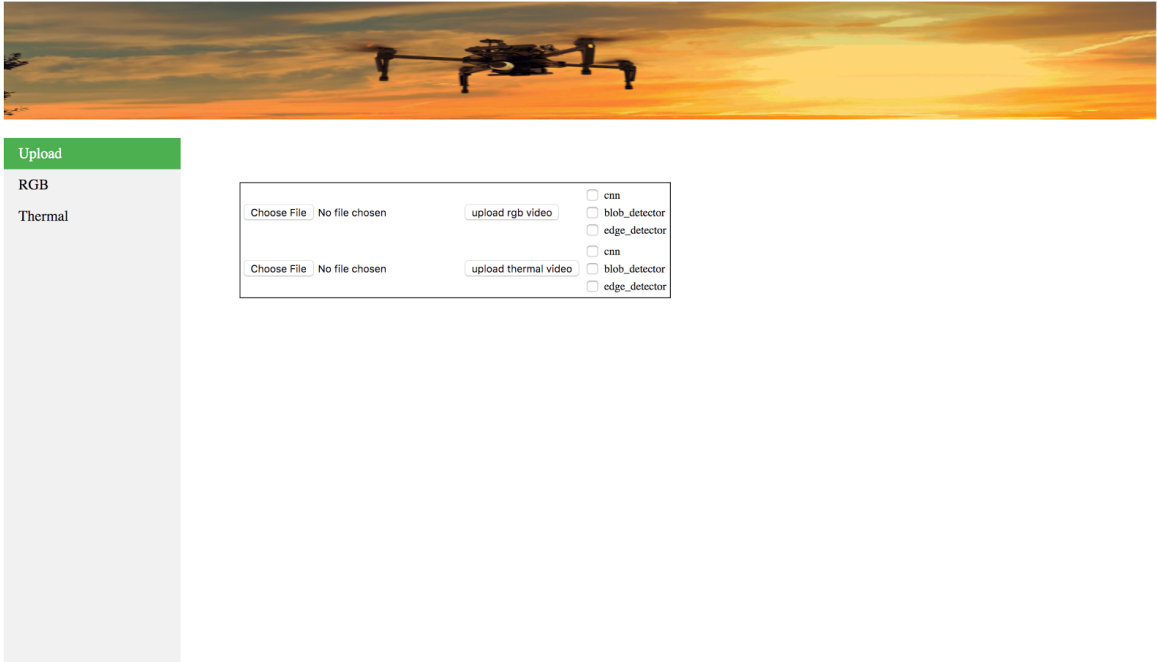 Upload
RGB
Thermal
Choose File No file chosen upload rgb video
cnn
blob_detector
edge_detector
Choose File No file chosen upload thermal video
cnn
blob_detector
edge_detector